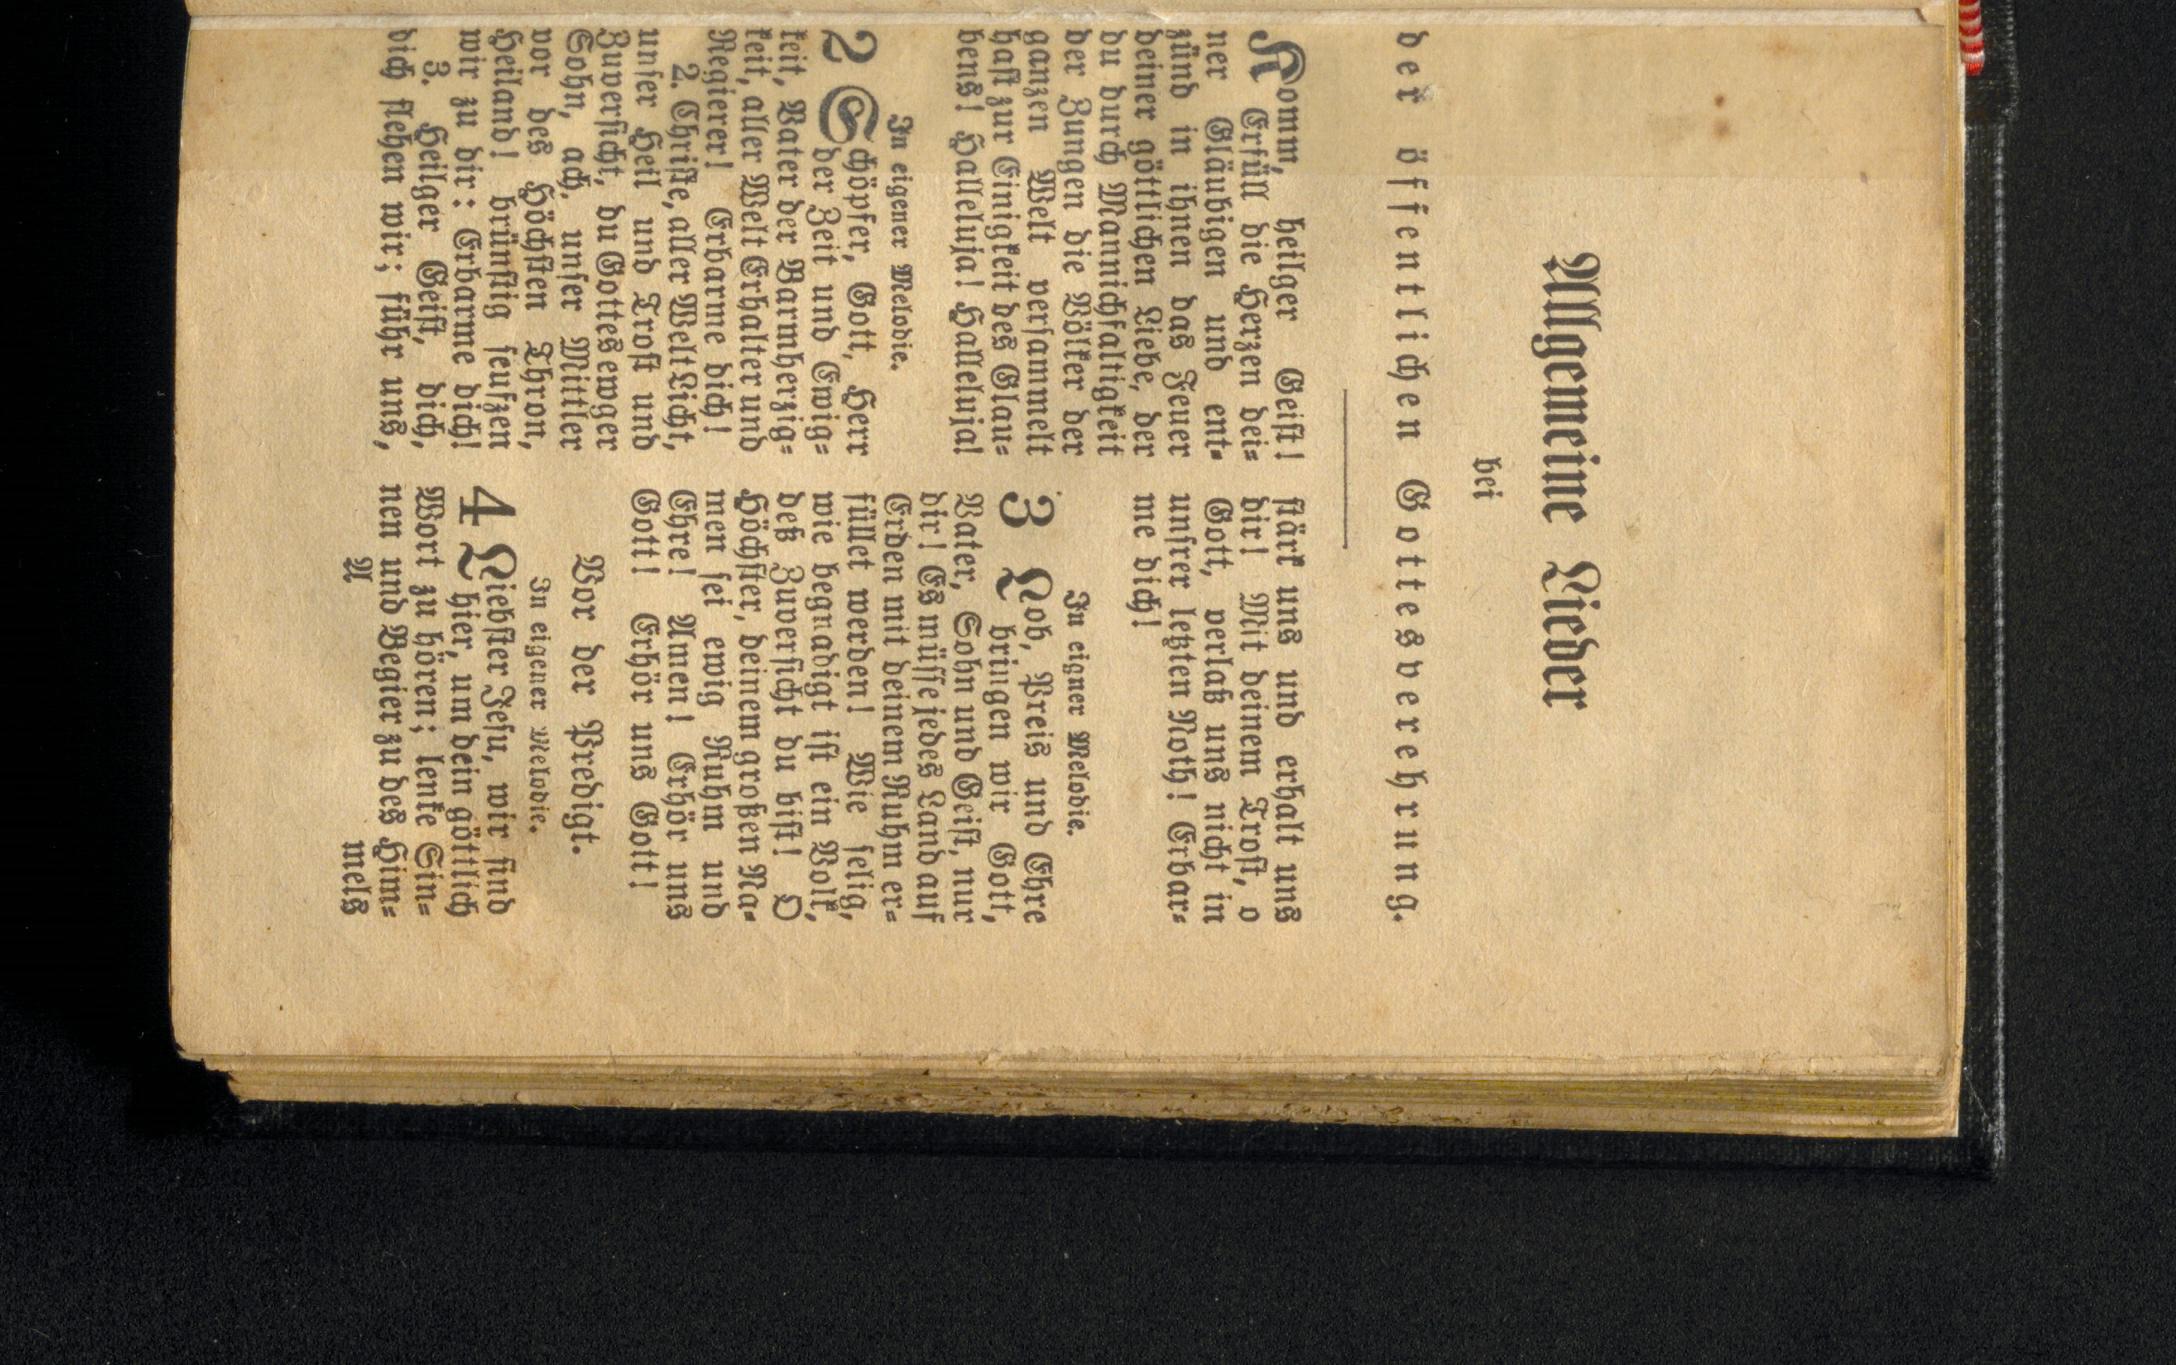 Allgemeine Lieder
bei
der öffentlichen Gottesverehrung.
Komm, heilger Geist!
Erfüll die Herzen dei=
ner Gläubigen und ent=
zünd in ihnen das Feuer
deiner göttlichen Liebe, der
du durch Mannichfaltigkeit
der Zungen die Völker der
ganzen Welt versammelt
hast zur Einigkeit des Glau=
bens! Halleluja! Halleluja!
In eigener Melodie.
2 Schöpfer, Gott, Herr
der Zeit und Ewig=
keit, Vater der Barmherzig=
keit, aller Welt Erhalter und
Regierer! Erbarme dich!
2. Christe, aller Welt Licht,
unser Heil und Trost und
Zuversicht, du Gottes ewger
Sohn, ach, unser Mittler
vor des Höchsten Thron,
Heiland! brünstig seufzen
wir zu dir: Erbarme dich!
3. Heilger Geist, dich,
dich flehen wir; führ uns,
stärk uns und erhalt uns
dir! Mit deinem Trost, o
Gott, verlaß uns nicht in
unsrer letzten Noth! Erbar=
me dich!
In eigner Melodie.
3 Lob, Preis und Ehre
bringen wir Gott,
Vater, Sohn und Geist, nur
dir! Es müsse jedes Land auf
Erden mit deinem Ruhm er=
füllet werden! Wie selig,
wie begnadigt ist ein Volk,
deß Zuversicht du bist! O
Höchster, deinem großen Na=
men sei ewig Ruhm und
Ehre! Amen! Erhör uns
Gott! Erhör uns Gott!
Vor der Predigt.
In eigener Melodie.
4 Liebster Jesu, wir sind
hier, um dein göttlich
Wort zu hören; lenke Sin=
nen und Begier zu des Him=
A mels